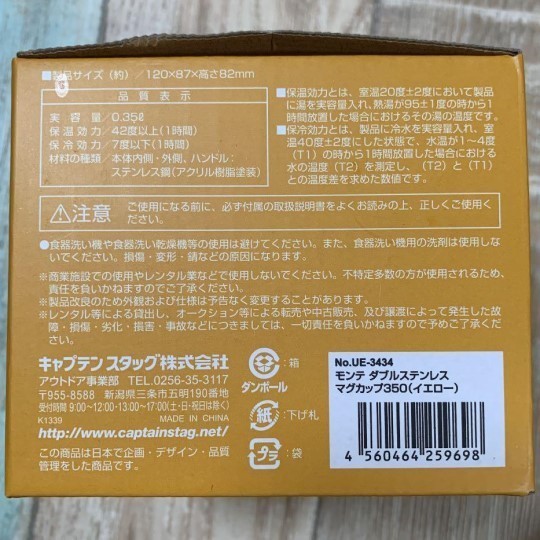 ■製品サイズ（約）／120×87×高さ82mm
品質表示
実容量／0.35ℓ
保温効力／42度以上(1時間)
保冷効力／7度以下(1時間)
材料の種類／本体内側・外側、ハンドル：
ステンレス鋼(アクリル樹脂塗装)
■保温効力とは、室温20度±2度において製品
に湯を実容量入れ、熱湯が95±1度の時から1
時間放置した場合におけるその湯の温度です。
■保冷効力とは、製品に冷水を実容量入れ、室
温40度±2度にした状態で、水温が1〜4度
（T1）の時から1時間放置した場合における
水の温度（T2）を測定し、（T2）と（T1）と
の温度差を求めた数値です。
⚠注意
ご使用になる前に、必ず付属の取扱説明書をよくお読みの上、正しくご使用く
ださい。
●食器洗い機や食器洗い乾燥機等の使用は避けてください。また、食器洗い機用の洗剤は使用しな
いでください。損傷・変形・錆などの原因になります。
※商業施設での使用やレンタル業などで使用しないでください。不特定多数の方が使用されるため、
責任を負いかねますのでご了承ください。
※製品改良のため外観および仕様は予告なく変更することがあります。
※レンタル等による貸出し、オークション等による転売や中古販売、及び譲渡によって発生した故
障・損傷・劣化・損害・事故などにつきましては、一切責任を負いかねますので予めご了承く
ださい。
キャプテンスタッグ株式会社
アウトドア事業部 TEL.0256-35-3117
〒955-8588 新潟県三条市五明190番地
受付時間 9:00〜12:00・13:00〜17:00(土・日・祝日は除く)
K1339 MADE IN CHINA
http://www.captainstag.net/
この商品は日本で企画・デザイン・品質
管理をした商品です。
：箱
ダンボール
紙：下げ札
プラ：袋
No.UE-3434
モンテ ダブルステンレス
マグカップ350(イエロー)
4 560464 259698